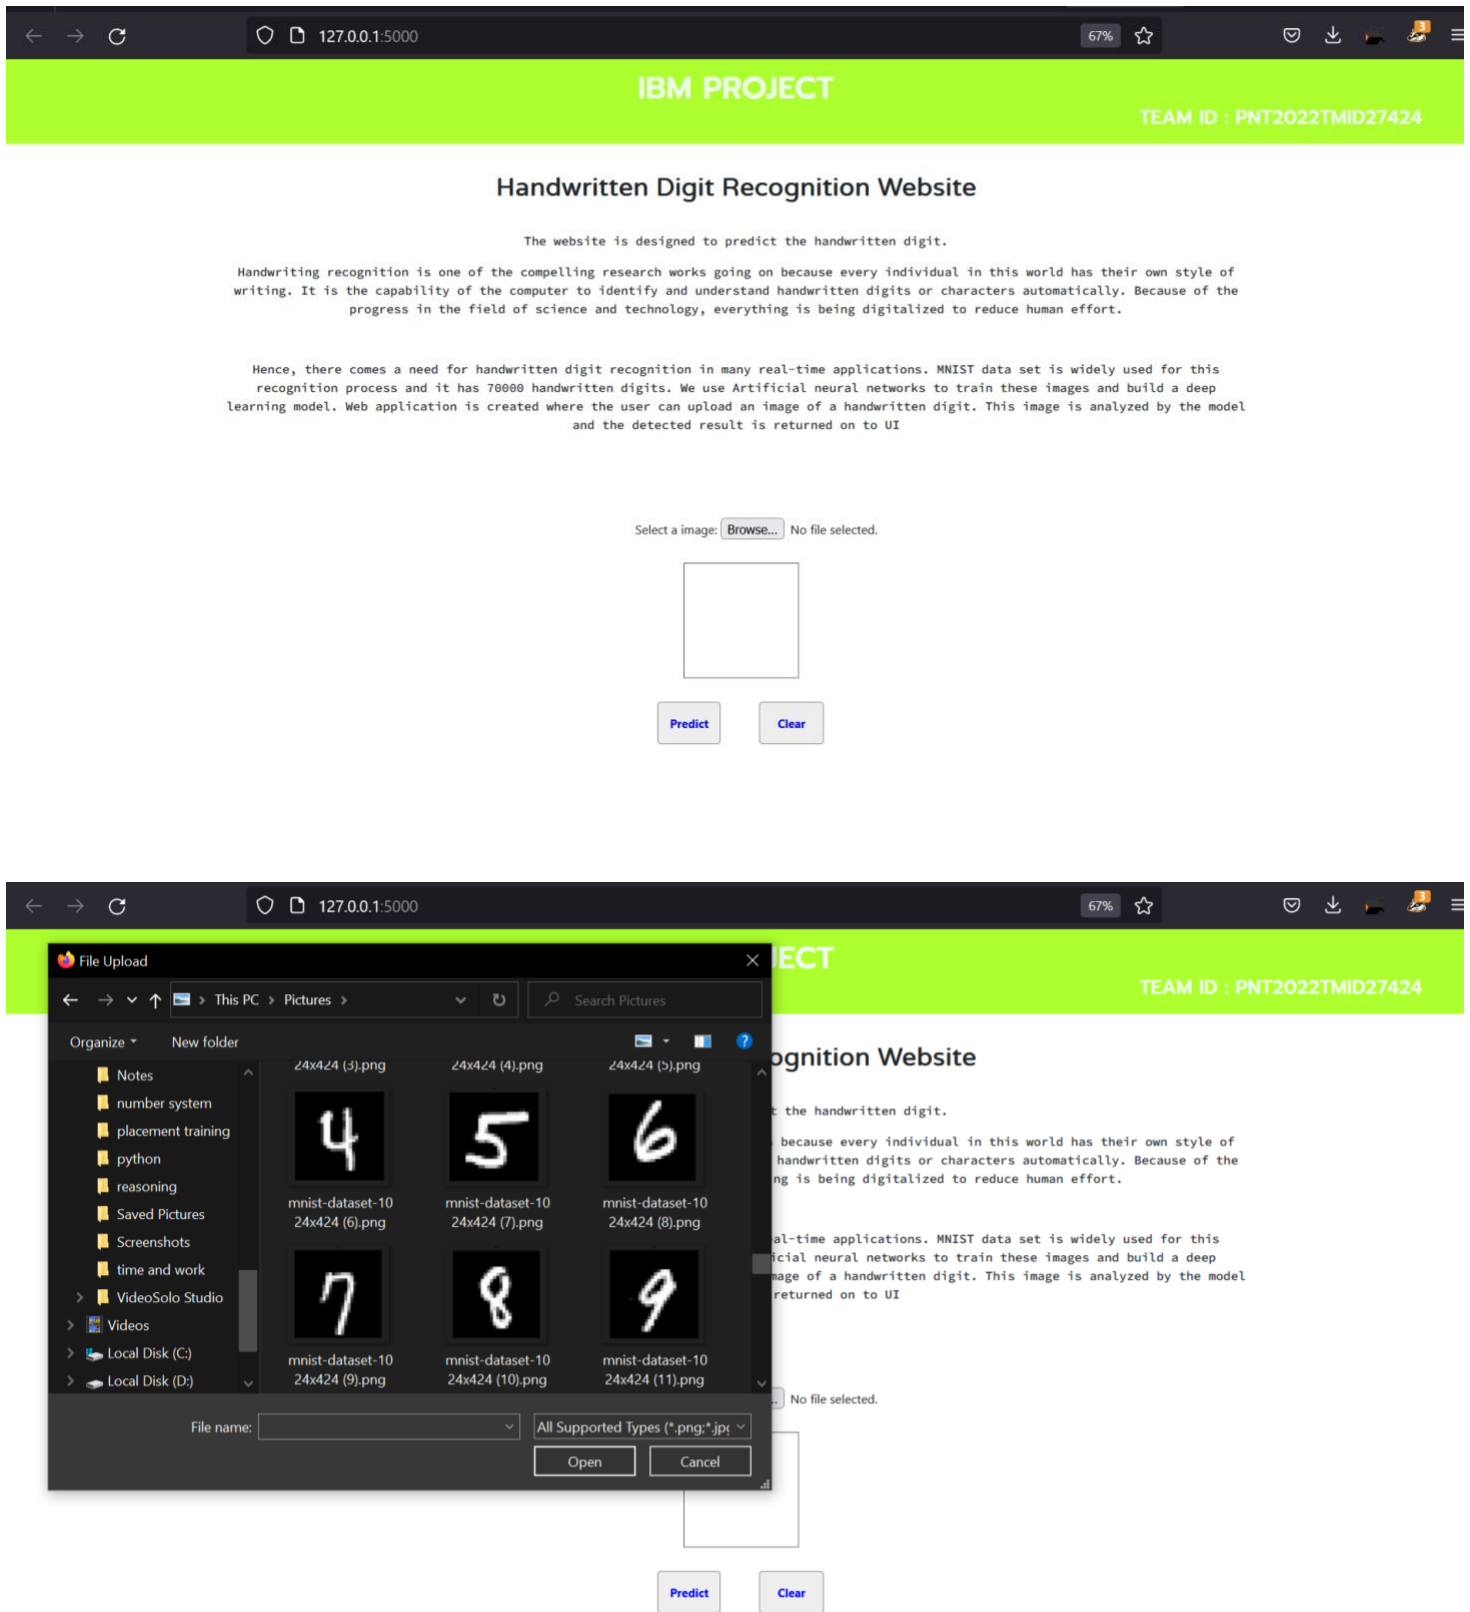 127.0.0.1:5000
67%
3
IBM PROJECT
TEAM ID : PNT2022TMID27424
Handwritten Digit Recognition Website
The website is designed to predict the handwritten digit.
Handwriting recognition is one of the compelling research works going on because every individual in this world has their own style of
writing. It is the capability of the computer to identify and understand handwritten digits or characters automatically. Because of the
progress in the field of science and technology, everything is being digitalized to reduce human effort.
Hence, there comes a need for handwritten digit recognition in many real-time applications. MNIST data set is widely used for this
recognition process and it has 70000 handwritten digits. We use Artificial neural networks to train these images and build a deep
learning model. Web application is created where the user can upload an image of a handwritten digit. This image is analyzed by the model
and the detected result is returned on to UI
Select a image: Browse... No file selected.
Predict Clear
127.0.0.1:5000
67%
3
JECT
TEAM ID : PNT2022TMID27424
File Upload
This PC > Pictures >
Search Pictures
Organize
New folder
Notes
number system
placement training
python
reasoning
Saved Pictures
Screenshots
time and work
VideoSolo Studio
Videos
Local Disk (C:)
Local Disk (D:)
24x424 (3).png 24x424 (4).png 24x424 (5).png
4 5 6
mnist-dataset-10 mnist-dataset-10 mnist-dataset-10
24x424 (6).png 24x424 (7).png 24x424 (8).png
7 8 9
mnist-dataset-10 mnist-dataset-10 mnist-dataset-10
24x424 (9).png 24x424 (10).png 24x424 (11).png
File name:
All Supported Types (*.png;*.jp
Open Cancel
ognition Website
the handwritten digit.
because every individual in this world has their own style of
handwritten digits or characters automatically. Because of the
ng is being digitalized to reduce human effort.
al-time applications. MNIST data set is widely used for this
icial neural networks to train these images and build a deep
mage of a handwritten digit. This image is analyzed by the model
returned on to UI
No file selected.
Predict Clear